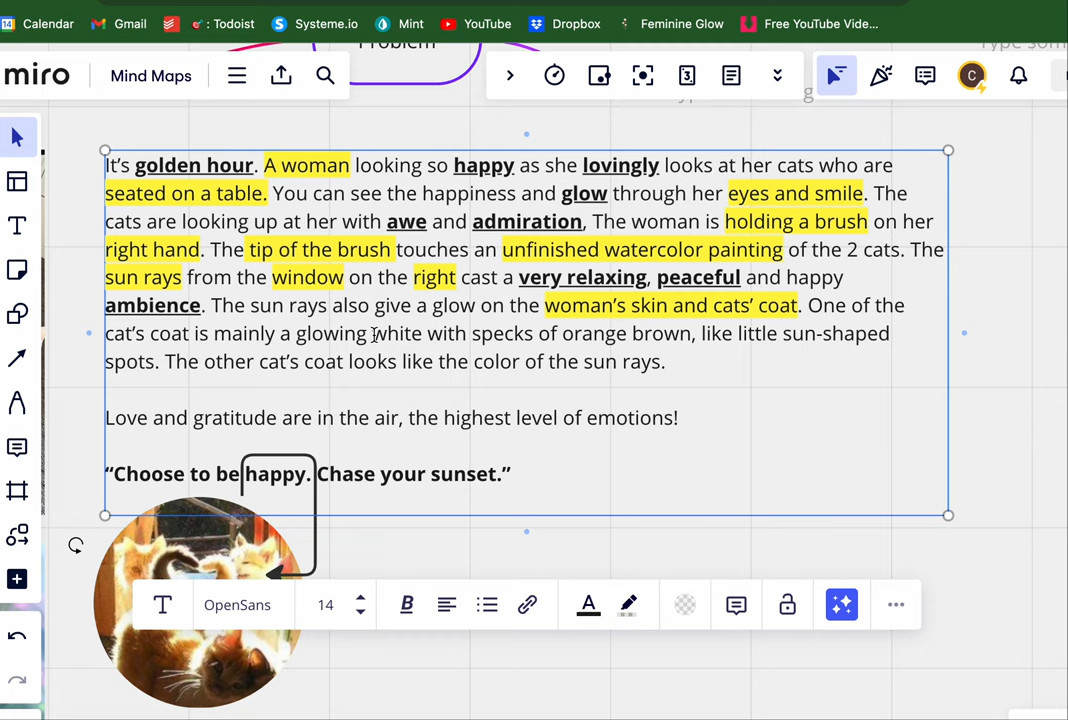 14 Calendar Gmail : Todoist Systeme.io Mint YouTube Dropbox Feminine Glow Free YouTube Vide...
Problem
miro Mind Maps 3 C
It's golden hour. A woman looking so happy as she lovingly looks at her cats who are
seated on a table. You can see the happiness and glow through her eyes and smile. The
cats are looking up at her with awe and admiration, The woman is holding a brush on her
right hand. The tip of the brush touches an unfinished watercolor painting of the 2 cats. The
sun rays from the window on the right cast a very relaxing, peaceful and happy
ambience. The sun rays also give a glow on the woman's skin and cats' coat. One of the
cat's coat is mainly a glowing white with specks of orange brown, like little sun-shaped
spots. The other cat's coat looks like the color of the sun rays.
Love and gratitude are in the air, the highest level of emotions!
“Choose to be happy. Chase your sunset.”
OpenSans 14 B A